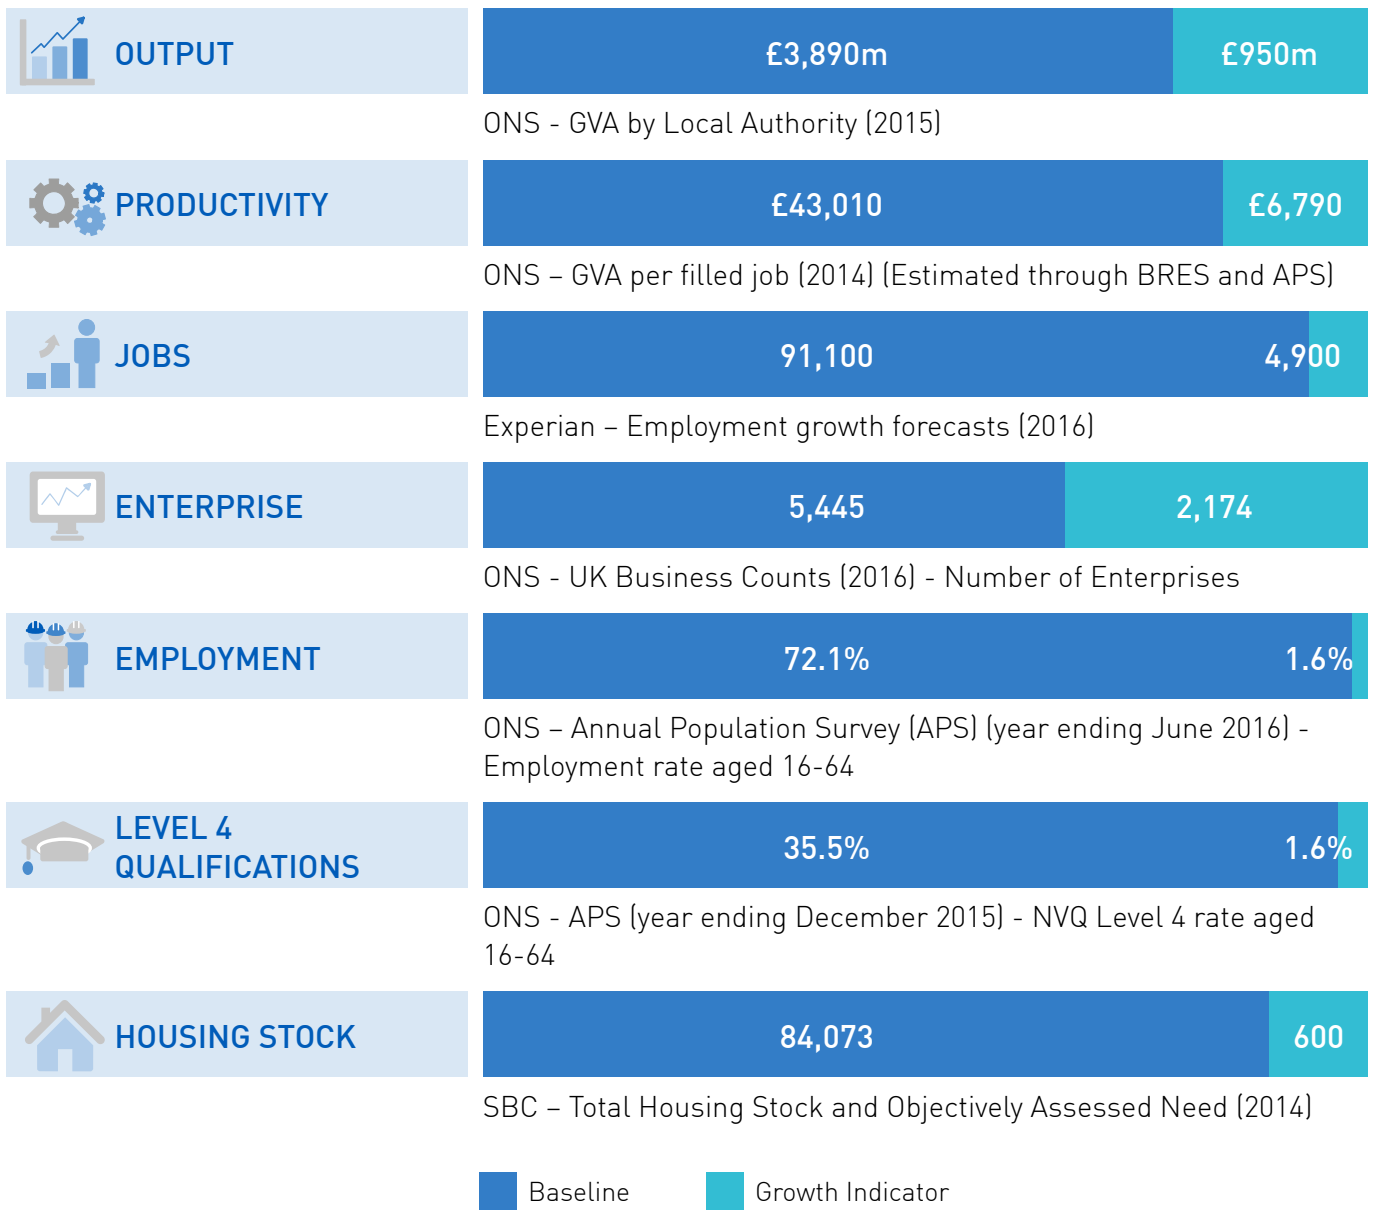 OUTPUT
£3,890m
£950m
ONS - GVA by Local Authority (2015)
PRODUCTIVITY
£43,010
£6,790
ONS – GVA per filled job (2014) (Estimated through BRES and APS)
JOBS
91,100
4,900
Experian – Employment growth forecasts (2016)
ENTERPRISE
5,445
2,174
ONS - UK Business Counts (2016) - Number of Enterprises
EMPLOYMENT
72.1%
1.6%
ONS – Annual Population Survey (APS) (year ending June 2016) -
Employment rate aged 16-64
LEVEL 4
QUALIFICATIONS
35.5%
1.6%
ONS - APS (year ending December 2015) - NVQ Level 4 rate aged
16-64
HOUSING STOCK
84,073
600
SBC – Total Housing Stock and Objectively Assessed Need (2014)
Baseline
Growth Indicator